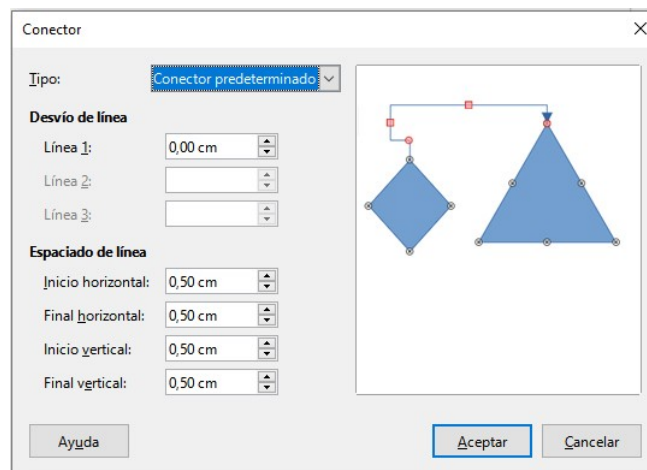 Conector
Tipo: Conector predeterminado
Desvío de línea
Línea 1: 0,00 cm
Línea 2:
Línea 3:
Espaciado de línea
Inicio horizontal: 0,50 cm
Final horizontal: 0,50 cm
Inicio vertical: 0,50 cm
Final vertical: 0,50 cm
Ayuda Aceptar Cancelar